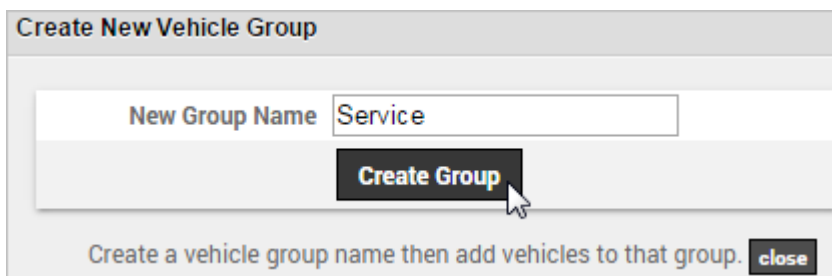 Create New Vehicle Group
New Group Name Service
Create Group
Create a vehicle group name then add vehicles to that group. close